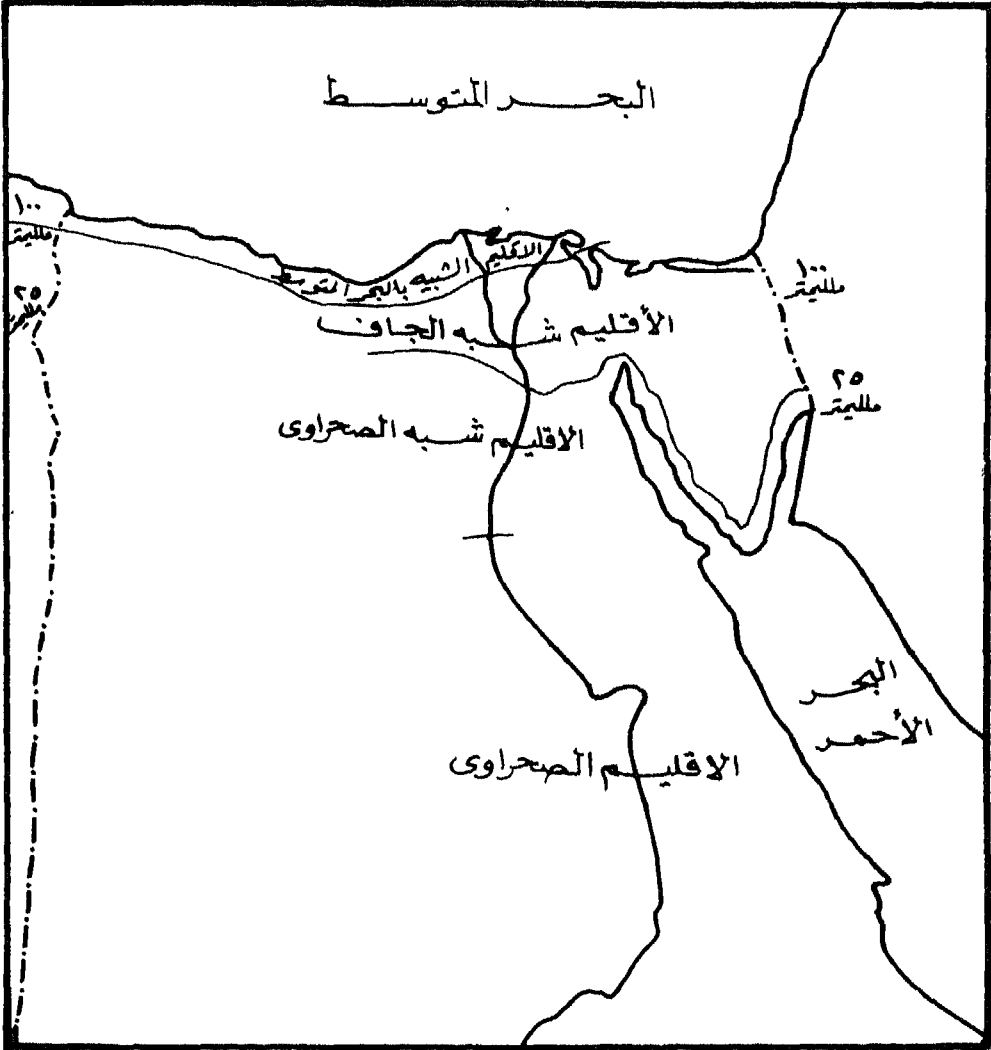 البحر المتوسط
١٠٠
ملليمتر
الاقليم الشبيه بالبحر المتوسط
١٠٠
ملليمتر
٢٥
ملليمتر
الأقليم شبه الجاف
٢٥
ملليمتر
الاقليم شبه الصحراوى
البحر
الأحمر
الاقليم الصحراوى